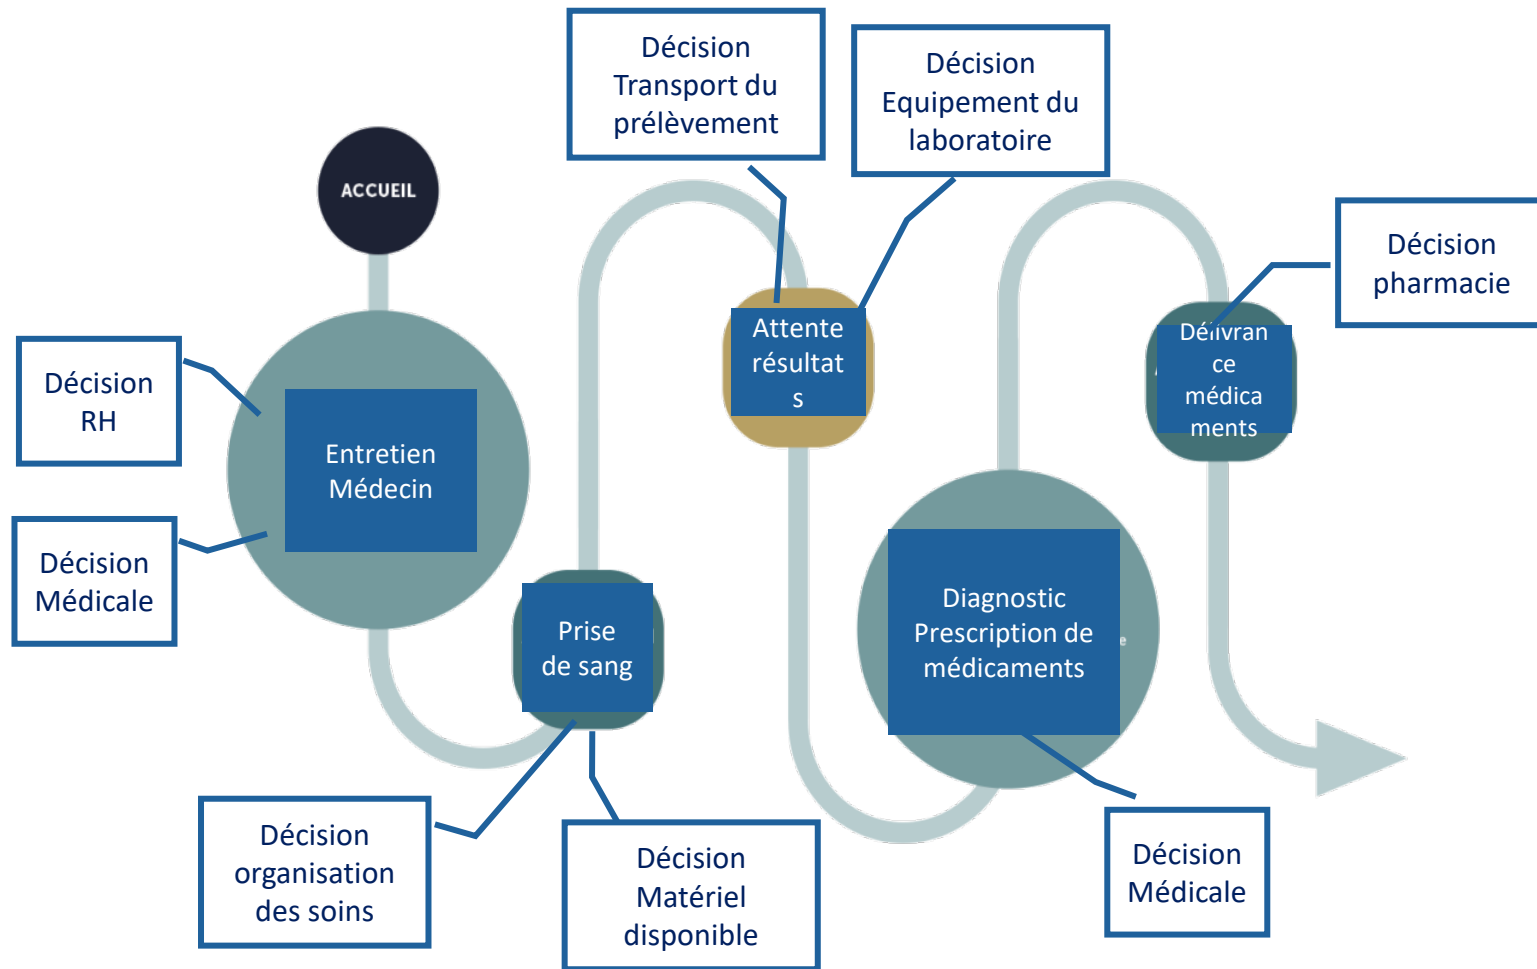 Décision
Transport du
prélèvement
Décision
Equipement du
laboratoire
ACCUEIL
Décision
pharmacie
Décision
RH
Entretien
Médecin
Décision
Médicale
Prise
de sang
Attente
résultat
s
Délivran
ce
médica
ments
Diagnostic
Prescription de
médicaments
e
Décision
organisation
des soins
Décision
Matériel
disponible
Décision
Médicale